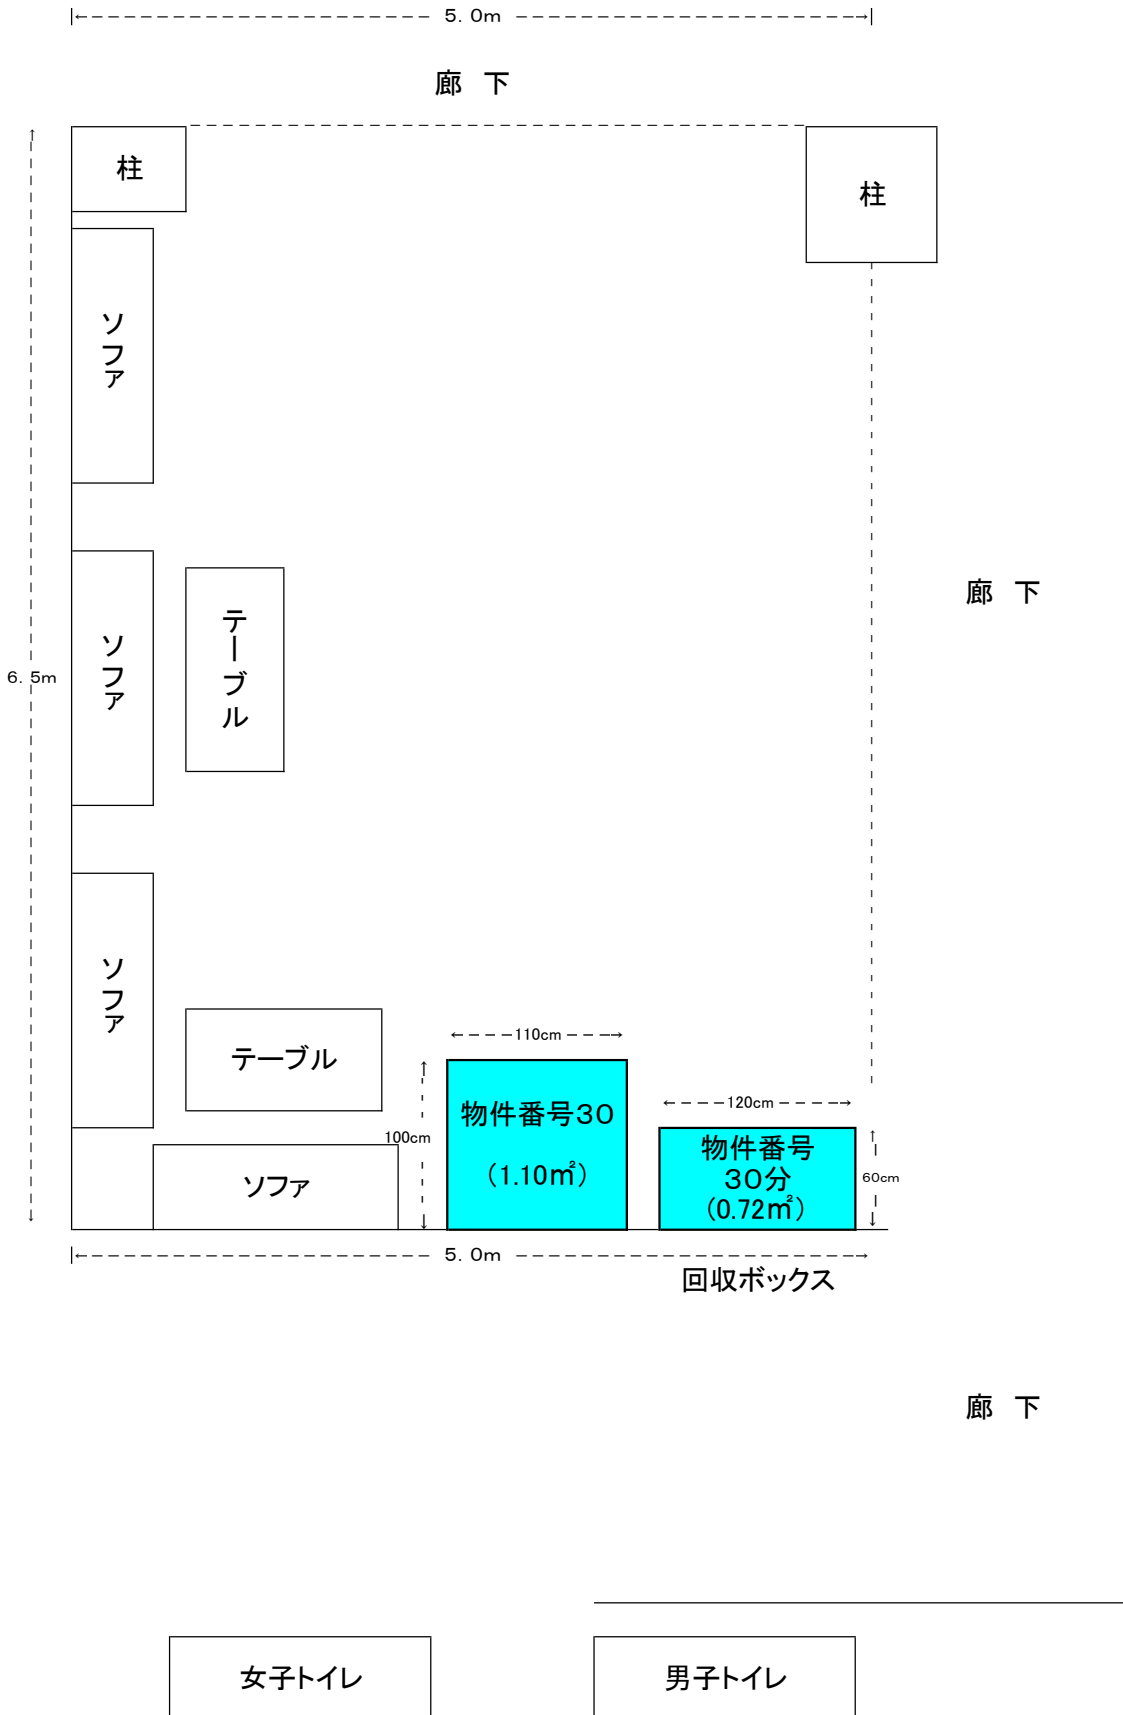 5. 0m
廊 下
柱
柱
ソファ
ソファ
テーブル
廊 下
6. 5m
ソファ
テーブル
ソファ
110cm
100cm
物件番号30
(1.10㎡)
120cm
60cm
物件番号
30分
(0.72㎡)
5. 0m
回収ボックス
廊 下
女子トイレ
男子トイレ